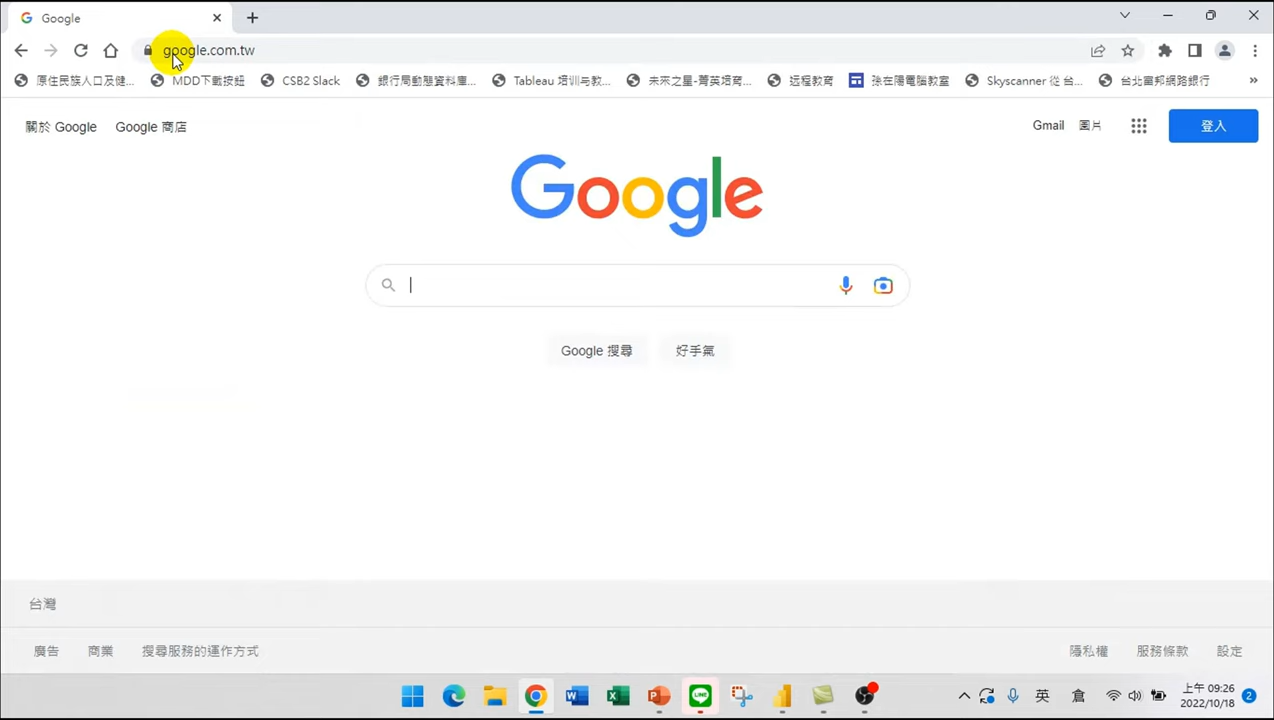 Google
google.com.tw
原住民族人口及健...
MDD下載按鈕
CSB2 Slack
銀行局動態資料庫...
Tableau 培训与教...
未來之星-菁英培育...
远程教育
孫在陽電腦教室
Skyscanner 從 台...
台北富邦網路銀行
»
關於 Google
Google 商店
Gmail
圖片
登入
Google
Google 搜尋
好手氣
台灣
廣告
商業
搜尋服務的運作方式
隱私權
服務條款
設定
英
倉
上午 09:26
2022/10/18
2